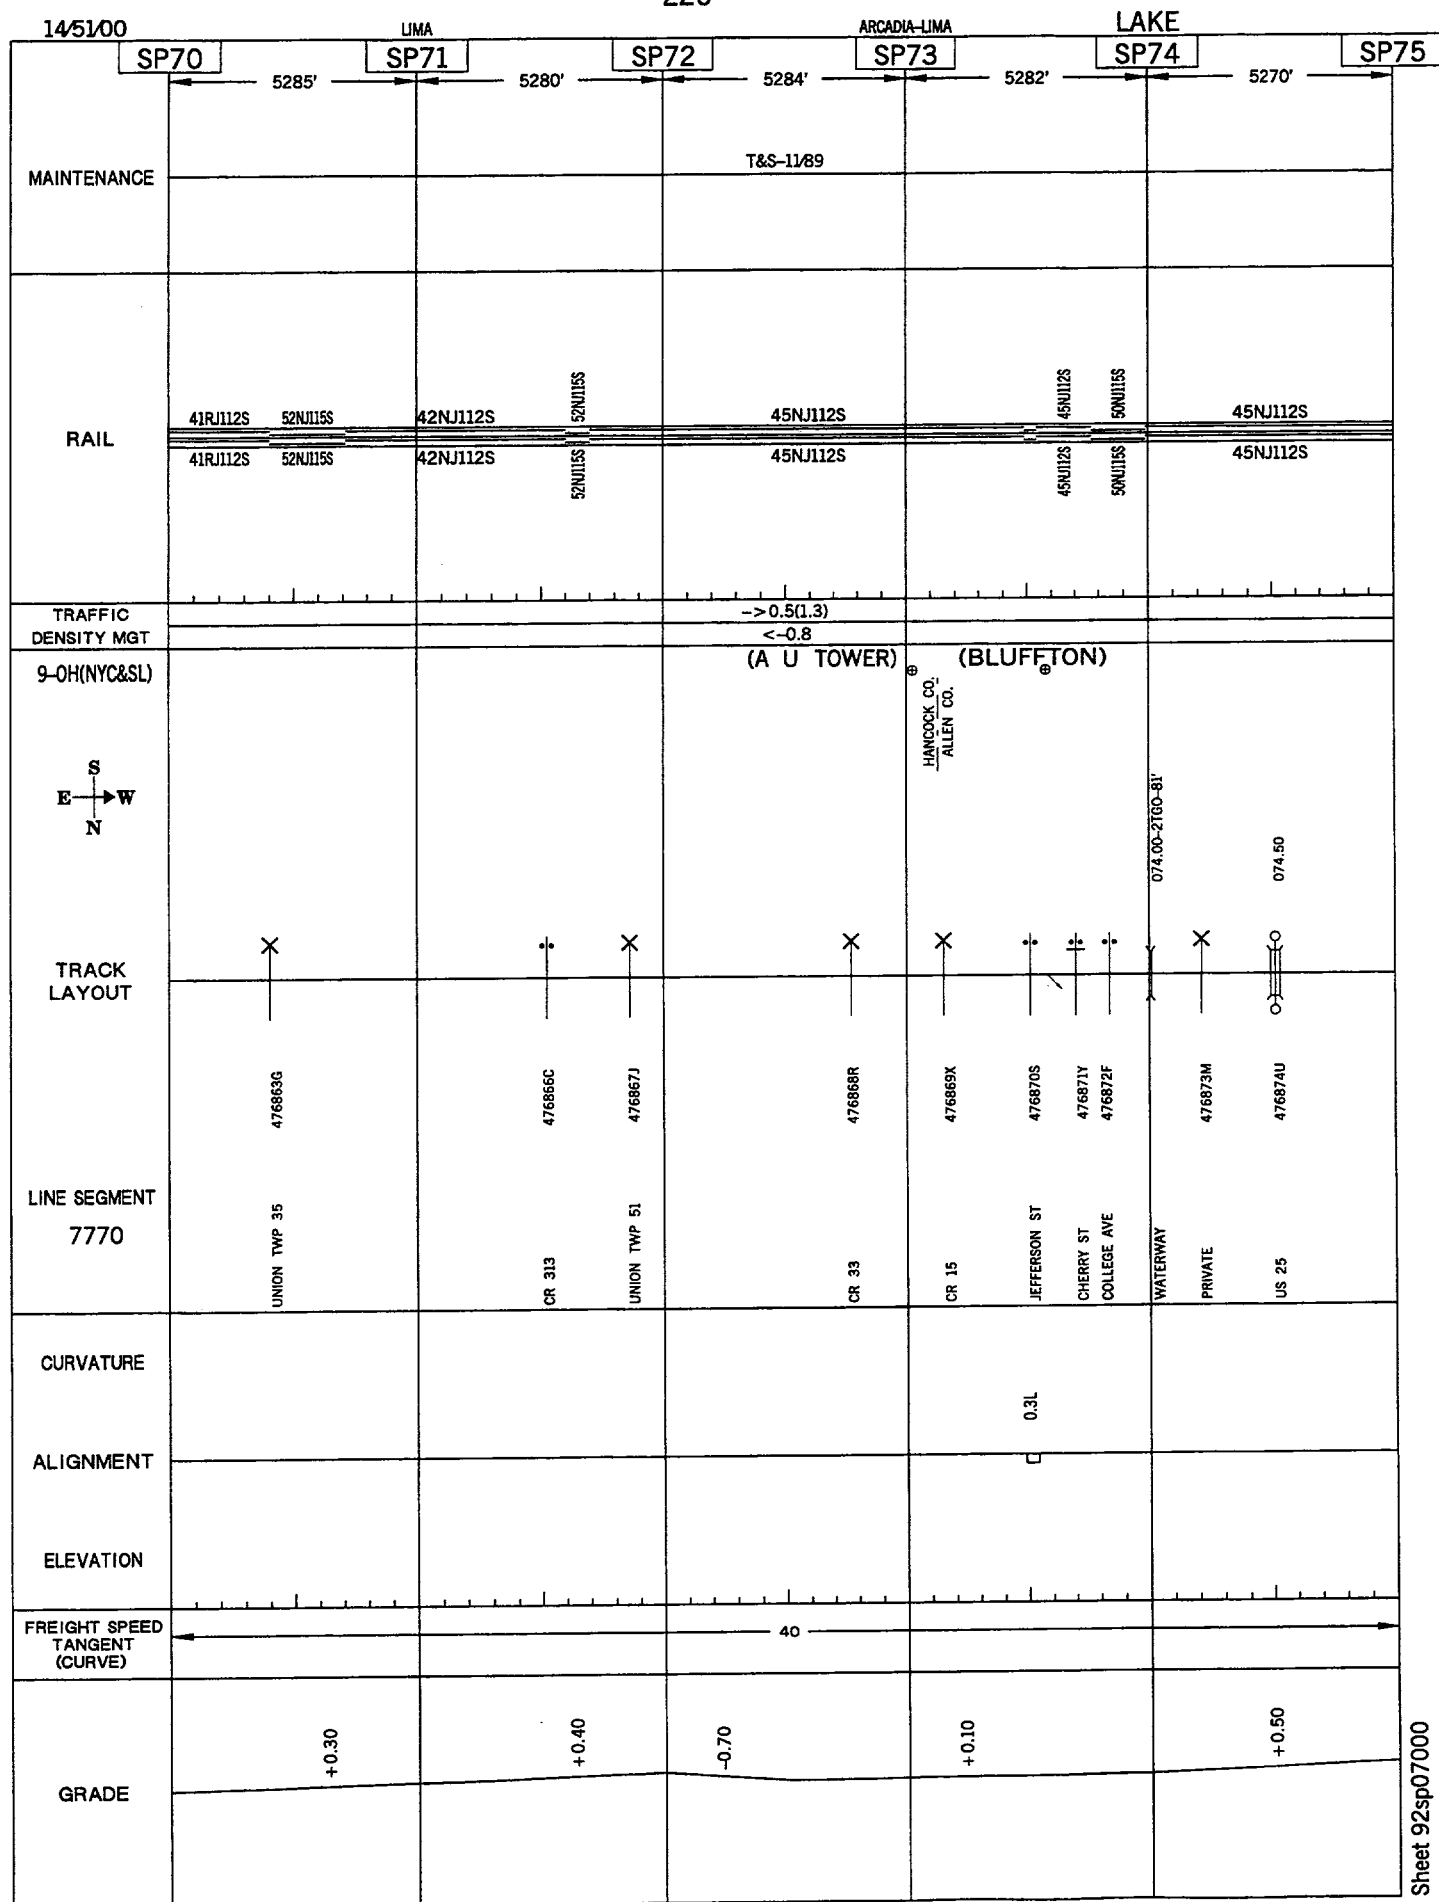 14/51/00 LIMA ARCADIA-LIMA LAKE
SP70 SP71 SP72 SP73 SP74 SP75
5285' 5280' 5284' 5282' 5270'
MAINTENANCE
T&S-11/89
RAIL
41RJ112S 52NJ115S 42NJ112S 52NJ115S 45NJ112S 45NJ112S 50NJ115S 45NJ112S
41RJ112S 52NJ115S 42NJ112S 52NJ115S 45NJ112S 45NJ112S 50NJ115S 45NJ112S
TRAFFIC
DENSITY MGT
->0.5(1.3)
<-0.8
9-OH(NYC&SL)
(A U TOWER) (BLUFFTON)
HANCOCK CO.
ALLEN CO.
S
E W
N
074.00-2TGO-81'
074.50
TRACK
LAYOUT
476863G 476866C 476867J 476868R 476869X 476870S 476871Y 476872F 476873M 476874U
LINE SEGMENT
7770
UNION TWP 35
CR 313
UNION TWP 51
CR 33
CR 15
JEFFERSON ST
CHERRY ST
COLLEGE AVE
WATERWAY
PRIVATE
US 25
CURVATURE
0.3L
ALIGNMENT
ELEVATION
FREIGHT SPEED
TANGENT
(CURVE)
40
GRADE
+0.30 +0.40 -0.70 +0.10 +0.50
Sheet 92sp07000